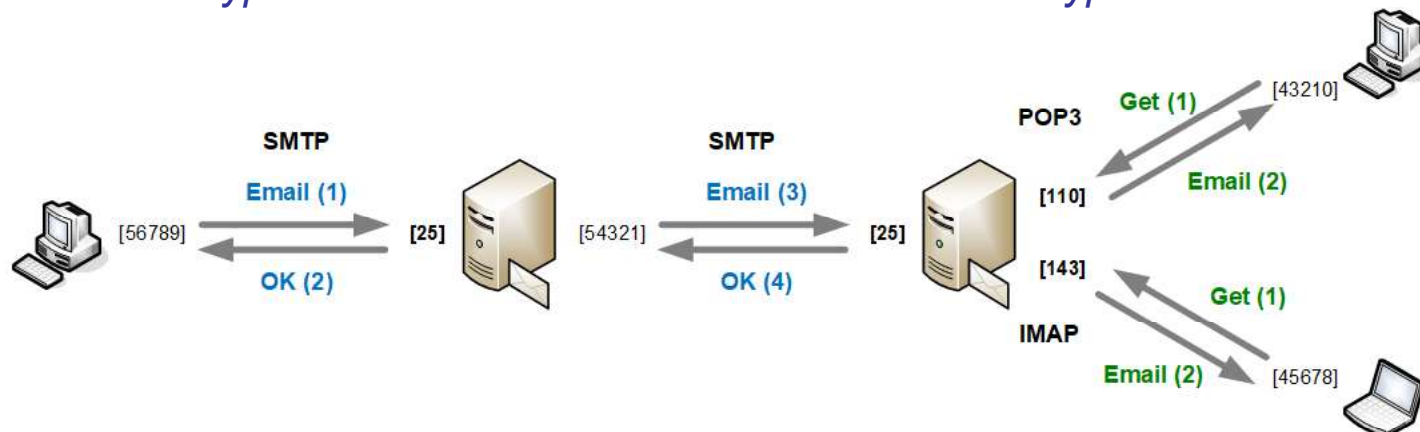 SMTP
Email (1)
[56789]
[25]
OK (2)
SMTP
Email (3)
[54321]
[25]
OK (4)
POP3
Get (1)
[43210]
Email (2)
[110]
[143]
Get (1)
IMAP
Email (2)
[45678]